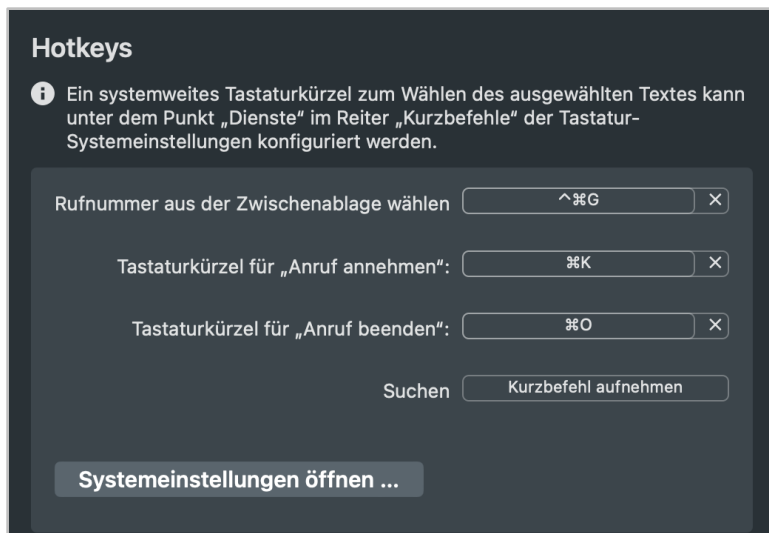 Hotkeys
Ein systemweites Tastaturkürzel zum Wählen des ausgewählten Textes kann
unter dem Punkt „Dienste“ im Reiter „Kurzbefehle“ der Tastatur-
Systemeinstellungen konfiguriert werden.
Rufnummer aus der Zwischenablage wählen ^⌘G ×
Tastaturkürzel für „Anruf annehmen“: ⌘K ×
Tastaturkürzel für „Anruf beenden“: ⌘O ×
Suchen Kurzbefehl aufnehmen
Systemeinstellungen öffnen ...